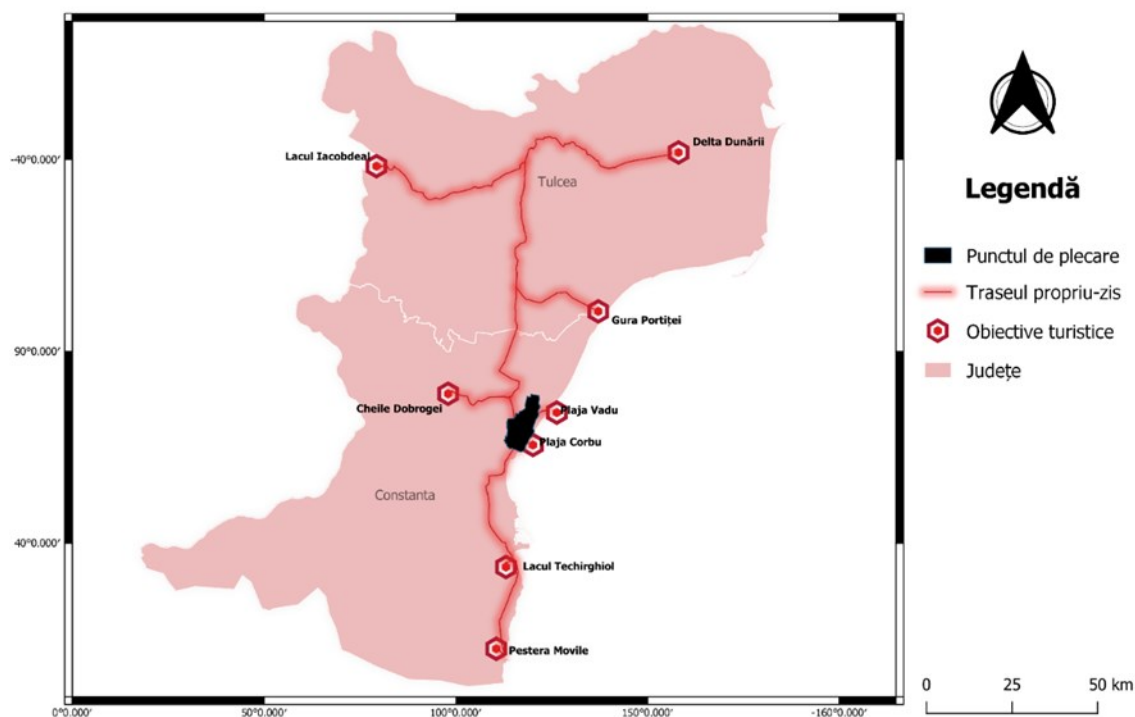 Lacul Iacobdeal
Delta Dunării
Tulcea
Gura Portiței
Cheile Dobrogei
Plaja Vadu
Plaja Corbu
Constanta
Lacul Techirghiol
Pestera Movile
-40°0.000'
90°0.000'
40°0.000'
0°0.000'
50°0.000'
100°0.000'
150°0.000'
-160°0.000'
Legendă
Punctul de plecare
Traseul propriu-zis
Obiective turistice
Județe
0 25 50 km